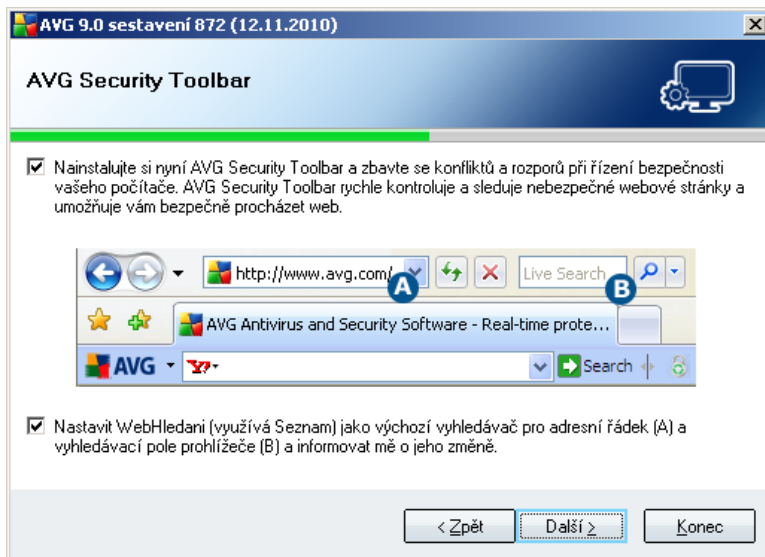 AVG 9.0 sestavení 872 (12.11.2010)
AVG Security Toolbar
Nainstalujte si nyní AVG Security Toolbar a zbavte se konfliktů a rozporů při řízení bezpečnosti
vašeho počítače. AVG Security Toolbar rychle kontroluje a sleduje nebezpečné webové stránky a
umožňuje vám bezpečně procházet web.
http://www.avg.com/ A Live Search B
AVG Antivirus and Security Software - Real-time prote...
AVG Y! Search
Nastavit WebHledani (využívá Seznam) jako výchozí vyhledávač pro adresní řádek (A) a
vyhledávací pole prohlížeče (B) a informovat mě o jeho změně.
< Zpět Další > Konec